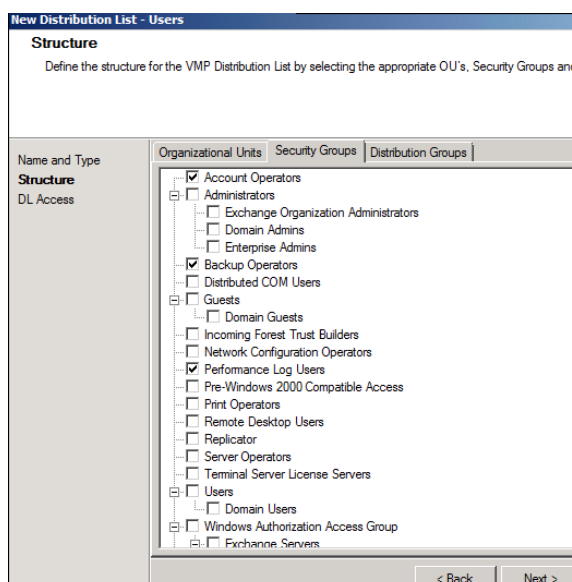 New Distribution List - Users
Structure
Define the structure for the VMP Distribution List by selecting the appropriate OU's, Security Groups and
Name and Type
Structure
DL Access
Organizational Units
Security Groups
Distribution Groups
Account Operators
Administrators
Exchange Organization Administrators
Domain Admins
Enterprise Admins
Backup Operators
Distributed COM Users
Guests
Domain Guests
Incoming Forest Trust Builders
Network Configuration Operators
Performance Log Users
Pre-Windows 2000 Compatible Access
Print Operators
Remote Desktop Users
Replicator
Server Operators
Terminal Server License Servers
Users
Domain Users
Windows Authorization Access Group
Exchange Servers
< Back
Next >